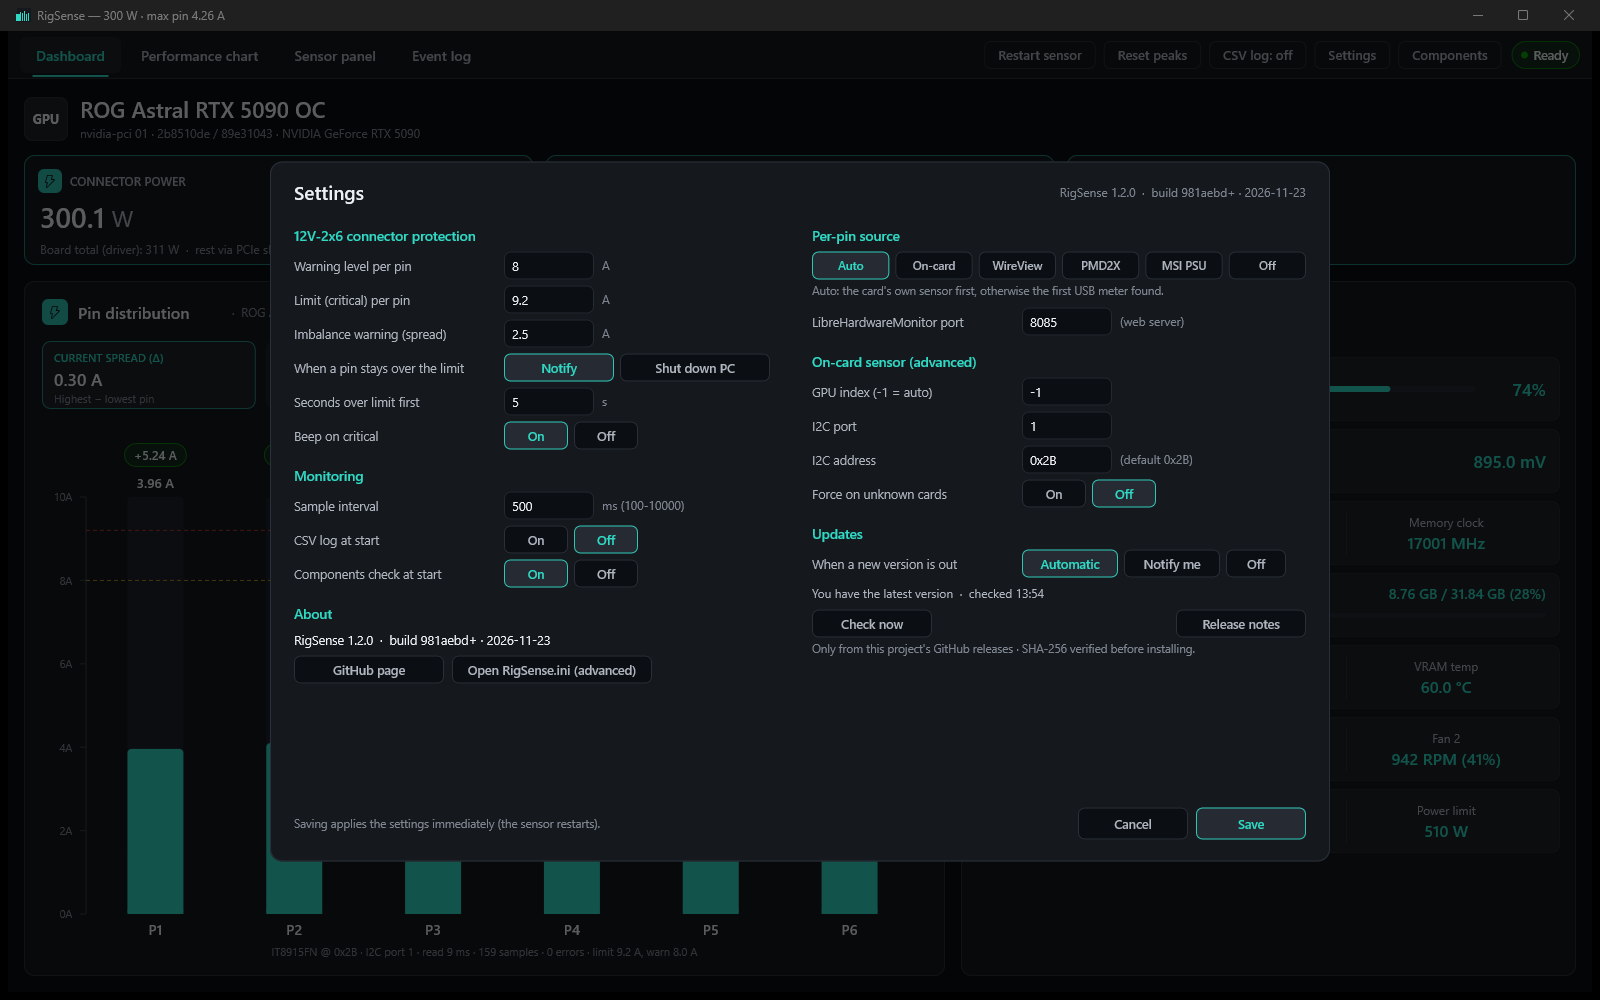 RigSense — 300 W · max pin 4.26 A
Dashboard
Performance chart
Sensor panel
Event log
Restart sensor
Reset peaks
CSV log: off
Settings
Components
Ready
GPU
ROG Astral RTX 5090 OC
nvidia-pci 01 · 2b8510de / 89e31043 · NVIDIA GeForce RTX 5090
CONNECTOR POWER
300.1 W
Board total (driver): 311 W · rest via PCIe
Pin distribution
· ROG
CURRENT SPREAD (Δ)
0.30 A
Highest − lowest pin
+5.24 A
3.96 A
10A
8A
6A
4A
2A
0A
P1
P2
P3
P4
P5
P6
IT8915FN @ 0x2B · I2C port 1 · read 9 ms · 159 samples · 0 errors · limit 9.2 A, warn 8.0 A
Settings
RigSense 1.2.0 · build 981aebd+ · 2026-11-23
12V-2x6 connector protection
Warning level per pin
8
A
Limit (critical) per pin
9.2
A
Imbalance warning (spread)
2.5
A
When a pin stays over the limit
Notify
Shut down PC
Seconds over limit first
5
s
Beep on critical
On
Off
Monitoring
Sample interval
500
ms (100-10000)
CSV log at start
On
Off
Components check at start
On
Off
About
RigSense 1.2.0 · build 981aebd+ · 2026-11-23
GitHub page
Open RigSense.ini (advanced)
Per-pin source
Auto
On-card
WireView
PMD2X
MSI PSU
Off
Auto: the card's own sensor first, otherwise the first USB meter found.
LibreHardwareMonitor port
8085
(web server)
On-card sensor (advanced)
GPU index (-1 = auto)
-1
I2C port
1
I2C address
0x2B
(default 0x2B)
Force on unknown cards
On
Off
Updates
When a new version is out
Automatic
Notify me
Off
You have the latest version · checked 13:54
Check now
Release notes
Only from this project's GitHub releases · SHA-256 verified before installing.
Saving applies the settings immediately (the sensor restarts).
Cancel
Save
74%
895.0 mV
Memory clock
17001 MHz
8.76 GB / 31.84 GB (28%)
VRAM temp
60.0 °C
Fan 2
942 RPM (41%)
Power limit
510 W